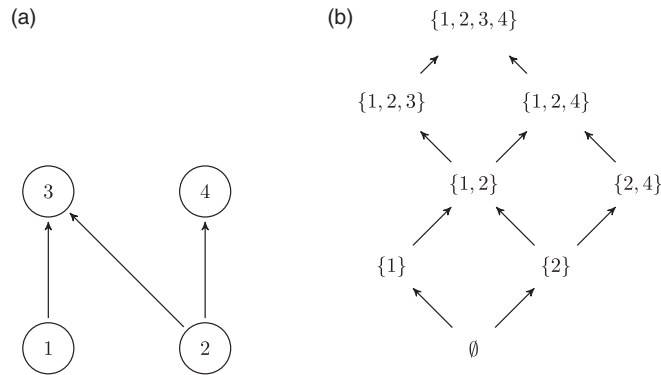 (a)
3 4
1 2
(b)
{1, 2, 3, 4}
{1, 2, 3} {1, 2, 4}
{1, 2} {2, 4}
{1} {2}
∅